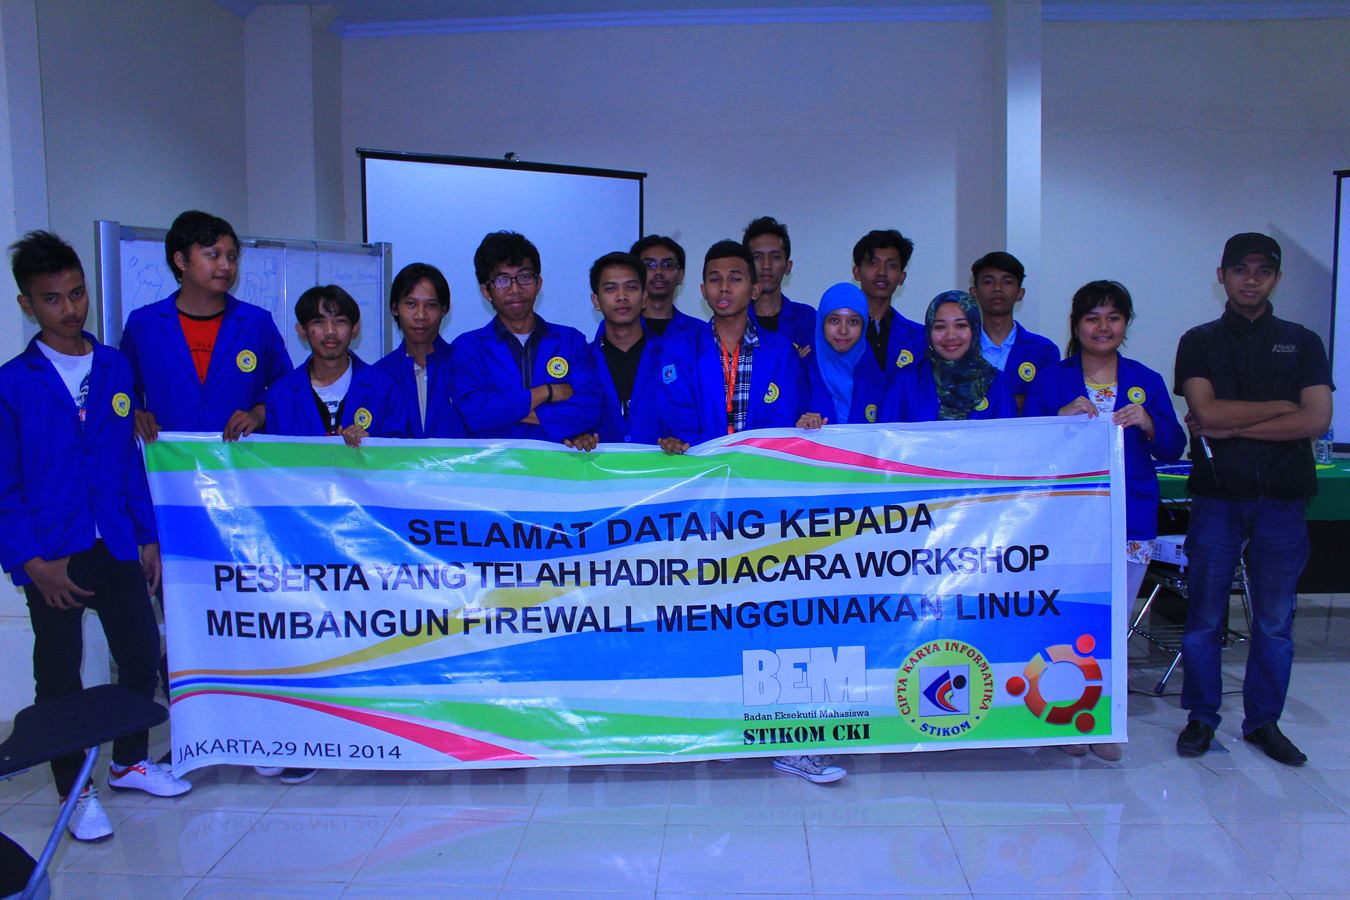 SELAMAT DATANG KEPADA
PESERTA YANG TELAH HADIR DI ACARA WORKSHOP
MEMBANGUN FIREWALL MENGGUNAKAN LINUX
BEM
Badan Eksekutif Mahasiswa
STIKOM CKI
CIPTA KARYA INFORMATIKA
STIKOM
JAKARTA,29 MEI 2014